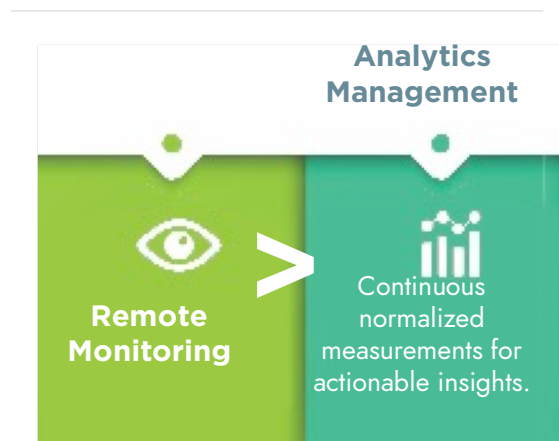 Analytics
Management
>
Remote
Monitoring
Continuous
normalized
measurements for
actionable insights.